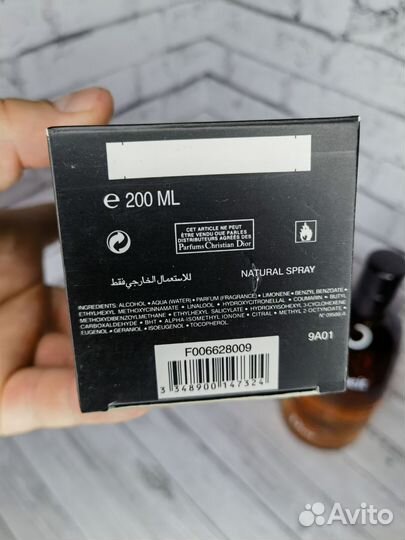 ℮ 200 ML
CET ARTICLE NE PEUT
ÊTRE VENDU QUE PAR LES
DISTRIBUTEURS AGRÉÉS DES
Parfums Christian Dior
للاستعمال الخارجي فقط
NATURAL SPRAY
INGREDIENTS: ALCOHOL • AQUA (WATER) • PARFUM (FRAGRANCE) • LIMONENE • BENZYL BENZOATE •
ETHYLHEXYL METHOXYCINNAMATE • LINALOOL • HYDROXYCITRONELLAL • COUMARIN • BUTYL
METHOXYDIBENZOYLMETHANE • ETHYLHEXYL SALICYLATE • HYDROXYISOHEXYL 3-CYCLOHEXENE
CARBOXALDEHYDE • BHT • ALPHA-ISOMETHYL IONONE • CITRAL • METHYL 2 OCTYNOATE •
EUGENOL • GERANIOL • ISOEUGENOL • TOCOPHEROL
9A01
F006628009
3 348900 147324
Avito